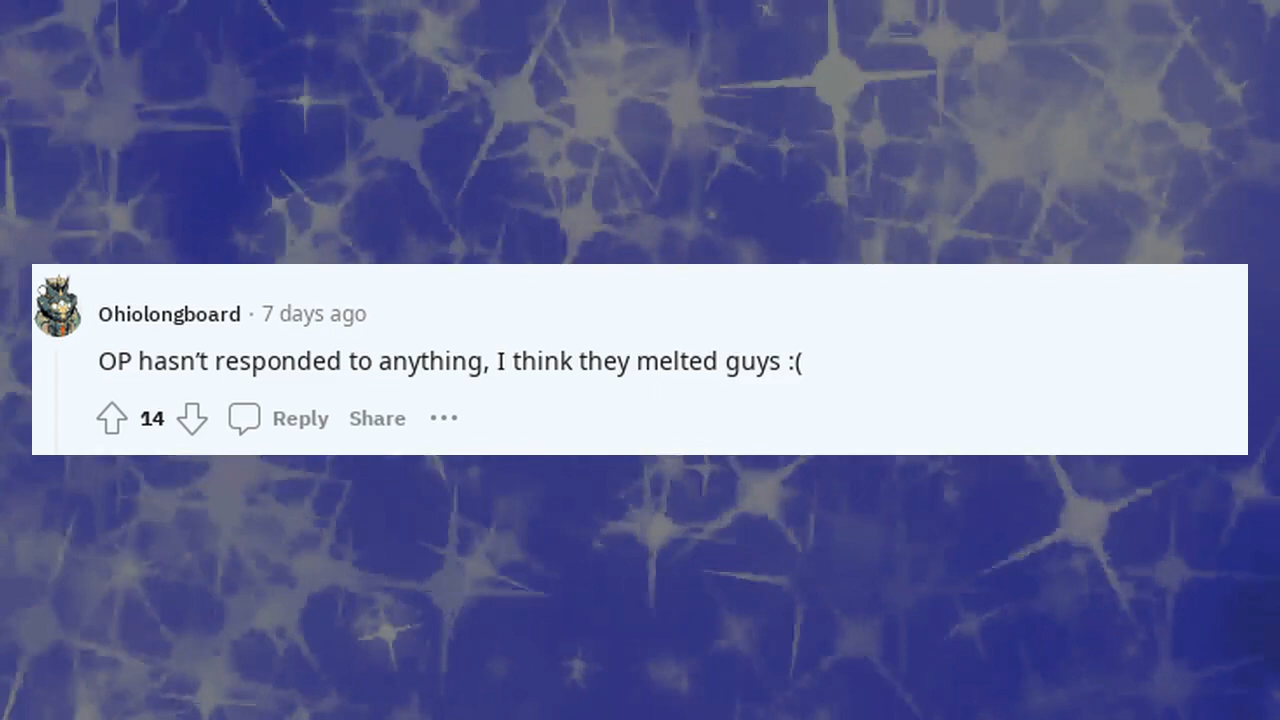 Ohiolongboard · 7 days ago
OP hasn't responded to anything, I think they melted guys :(
14 Reply Share ···